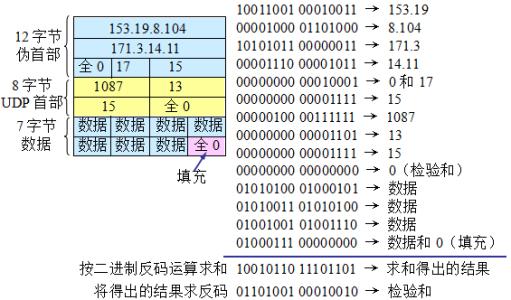 12 字节
伪首部
153.19.8.104
171.3.14.11
全 0 17 15
8 字节
UDP 首部
1087 13
15 全 0
7 字节
数据
数据 数据 数据 数据
数据 数据 数据 全 0
填充
10011001 00010011 → 153.19
00001000 01101000 → 8.104
10101011 00000011 → 171.3
00001110 00001011 → 14.11
00000000 00010001 → 0 和 17
00000000 00001111 → 15
00000100 00111111 → 1087
00000000 00001101 → 13
00000000 00001111 → 15
00000000 00000000 → 0（检验和）
01010100 01000101 → 数据
01010011 01010100 → 数据
01001001 01001110 → 数据
01000111 00000000 → 数据和 0（填充）
按二进制反码运算求和 10010110 11101101 → 求和得出的结果
将得出的结果求反码 01101001 00010010 → 检验和